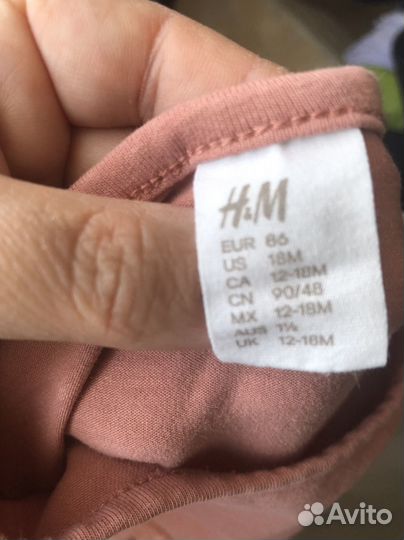 H&M
EUR 86
US 18M
CA 12-18M
CN 90/48
MX 12-18M
AUS 1½
UK 12-18M
Avito